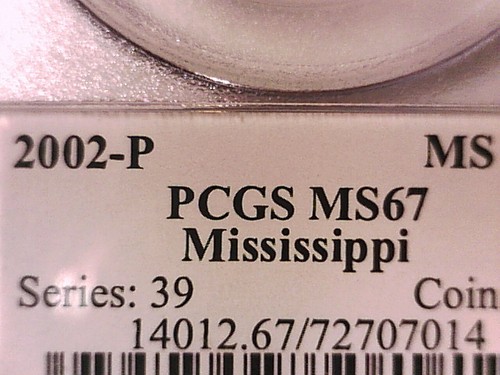 2002-P MS
PCGS MS67
Mississippi
Series: 39 Coin
14012.67/72707014